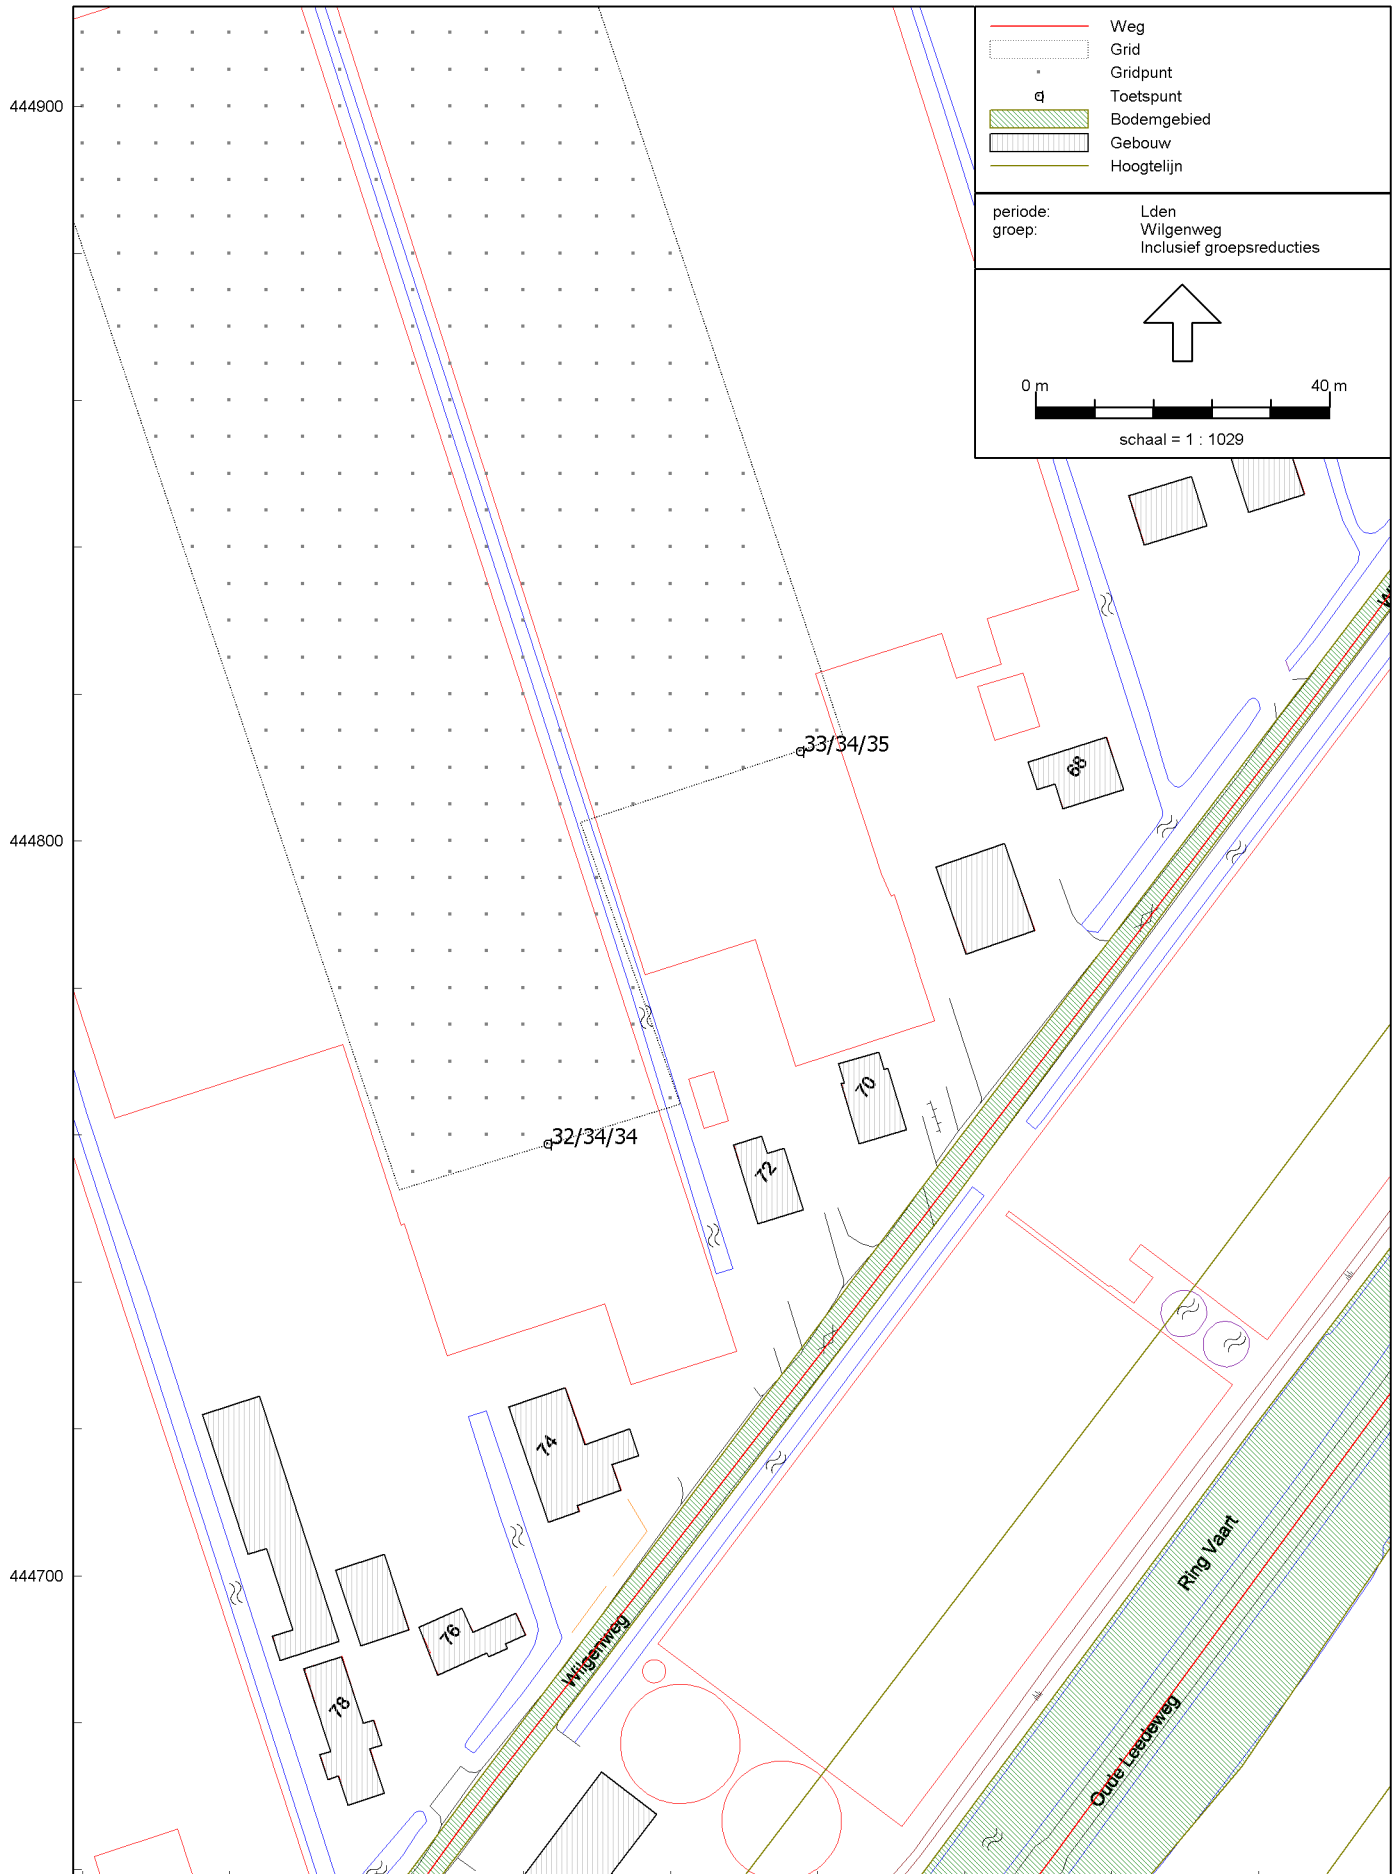 Weg
Grid
Gridpunt
Toetspunt
Bodemgebied
Gebouw
Hoogtelijn
periode: Lden
groep: Wilgenweg
Inclusief groepsreducties
0 m 40 m
schaal = 1 : 1029
444900
444800
444700
33/34/35
32/34/34
68
70
72
74
76
78
Wilgenweg
Ring Vaart
Oude Leedeweg